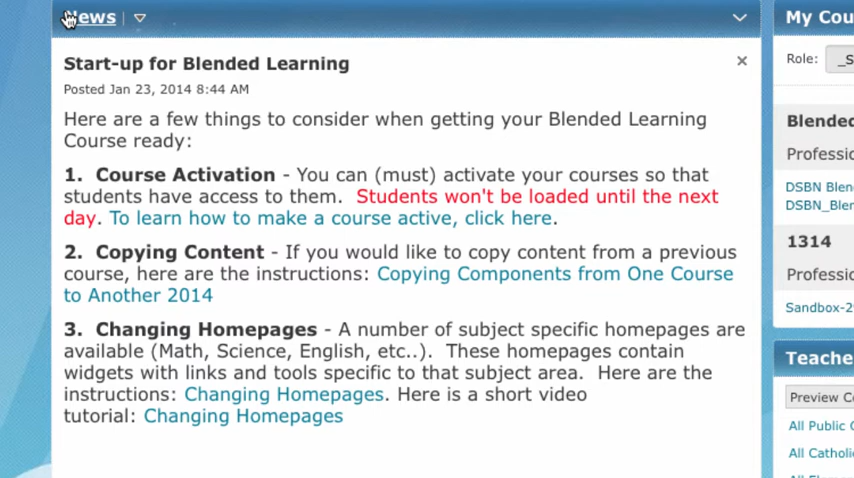 News
Start-up for Blended Learning
Posted Jan 23, 2014 8:44 AM
Here are a few things to consider when getting your Blended Learning
Course ready:
1. Course Activation - You can (must) activate your courses so that
students have access to them. Students won't be loaded until the next
day. To learn how to make a course active, click here.
2. Copying Content - If you would like to copy content from a previous
course, here are the instructions: Copying Components from One Course
to Another 2014
3. Changing Homepages - A number of subject specific homepages are
available (Math, Science, English, etc..). These homepages contain
widgets with links and tools specific to that subject area. Here are the
instructions: Changing Homepages. Here is a short video
tutorial: Changing Homepages
My Cou
Role: _S
Blended
Professic
DSBN Blen
DSBN_Bler
1314
Professic
Sandbox-2
Teache
Preview Co
All Public
All Catholi